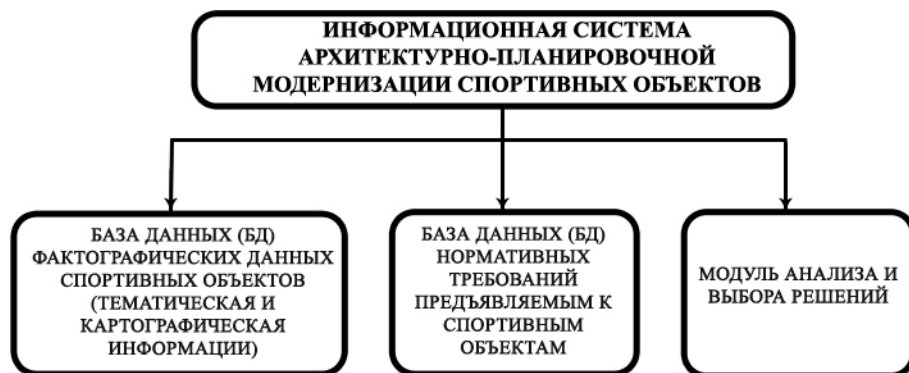 ИНФОРМАЦИОННАЯ СИСТЕМА
АРХИТЕКТУРНО-ПЛАНИРОВОЧНОЙ
МОДЕРНИЗАЦИИ СПОРТИВНЫХ ОБЪЕКТОВ
БАЗА ДАННЫХ (БД)
ФАКТОГРАФИЧЕСКИХ ДАННЫХ
СПОРТИВНЫХ ОБЪЕКТОВ
(ТЕМАТИЧЕСКАЯ И
КАРТОГРАФИЧЕСКАЯ
ИНФОРМАЦИИ)
БАЗА ДАННЫХ (БД)
НОРМАТИВНЫХ
ТРЕБОВАНИЙ
ПРЕДЪЯВЛЯЕМЫМ К
СПОРТИВНЫМ
ОБЪЕКТАМ
МОДУЛЬ АНАЛИЗА И
ВЫБОРА РЕШЕНИЙ